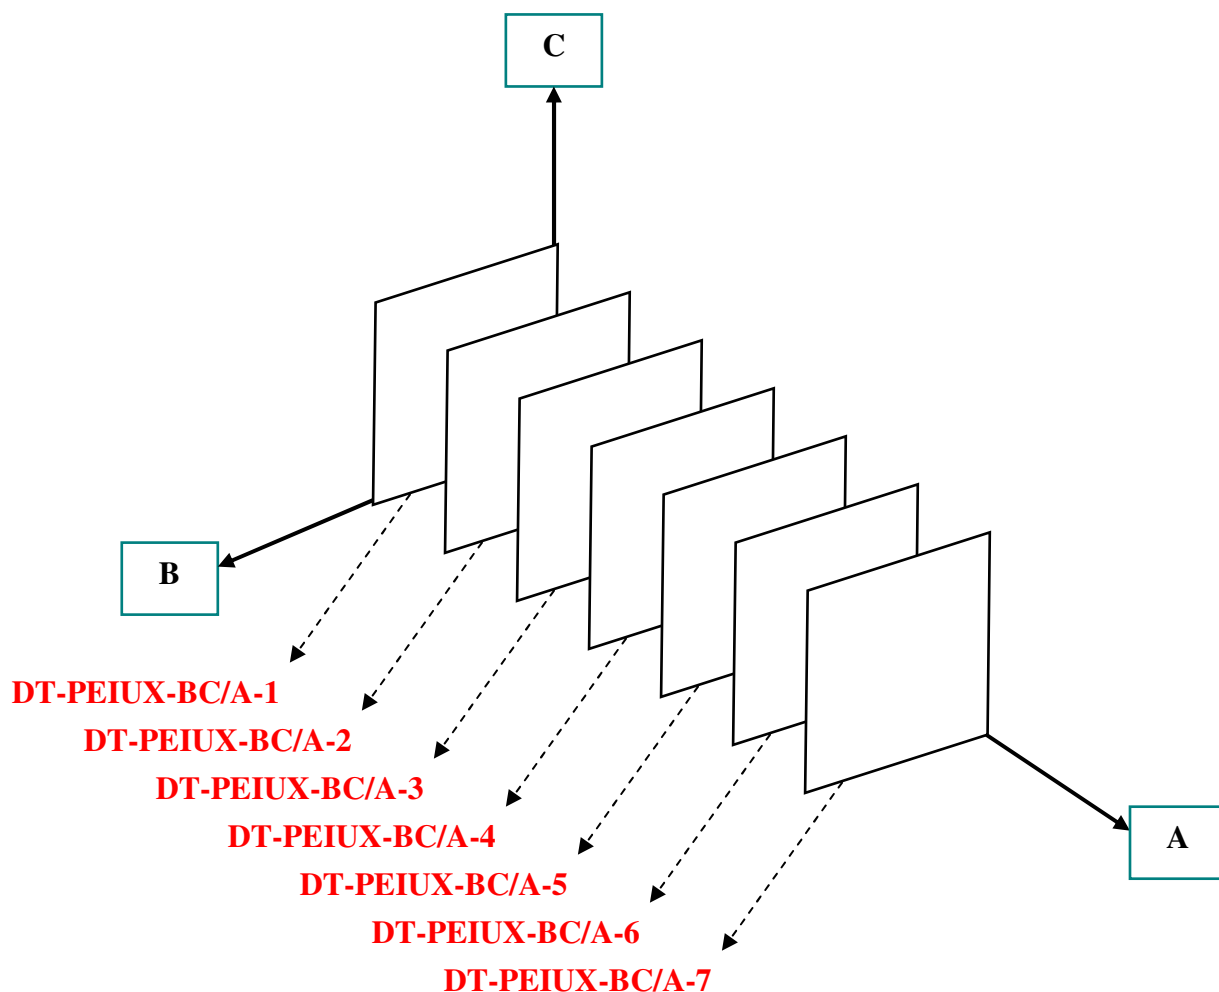 C
B
DT-PEIUX-BC/A-1
DT-PEIUX-BC/A-2
DT-PEIUX-BC/A-3
DT-PEIUX-BC/A-4
A
DT-PEIUX-BC/A-5
DT-PEIUX-BC/A-6
DT-PEIUX-BC/A-7